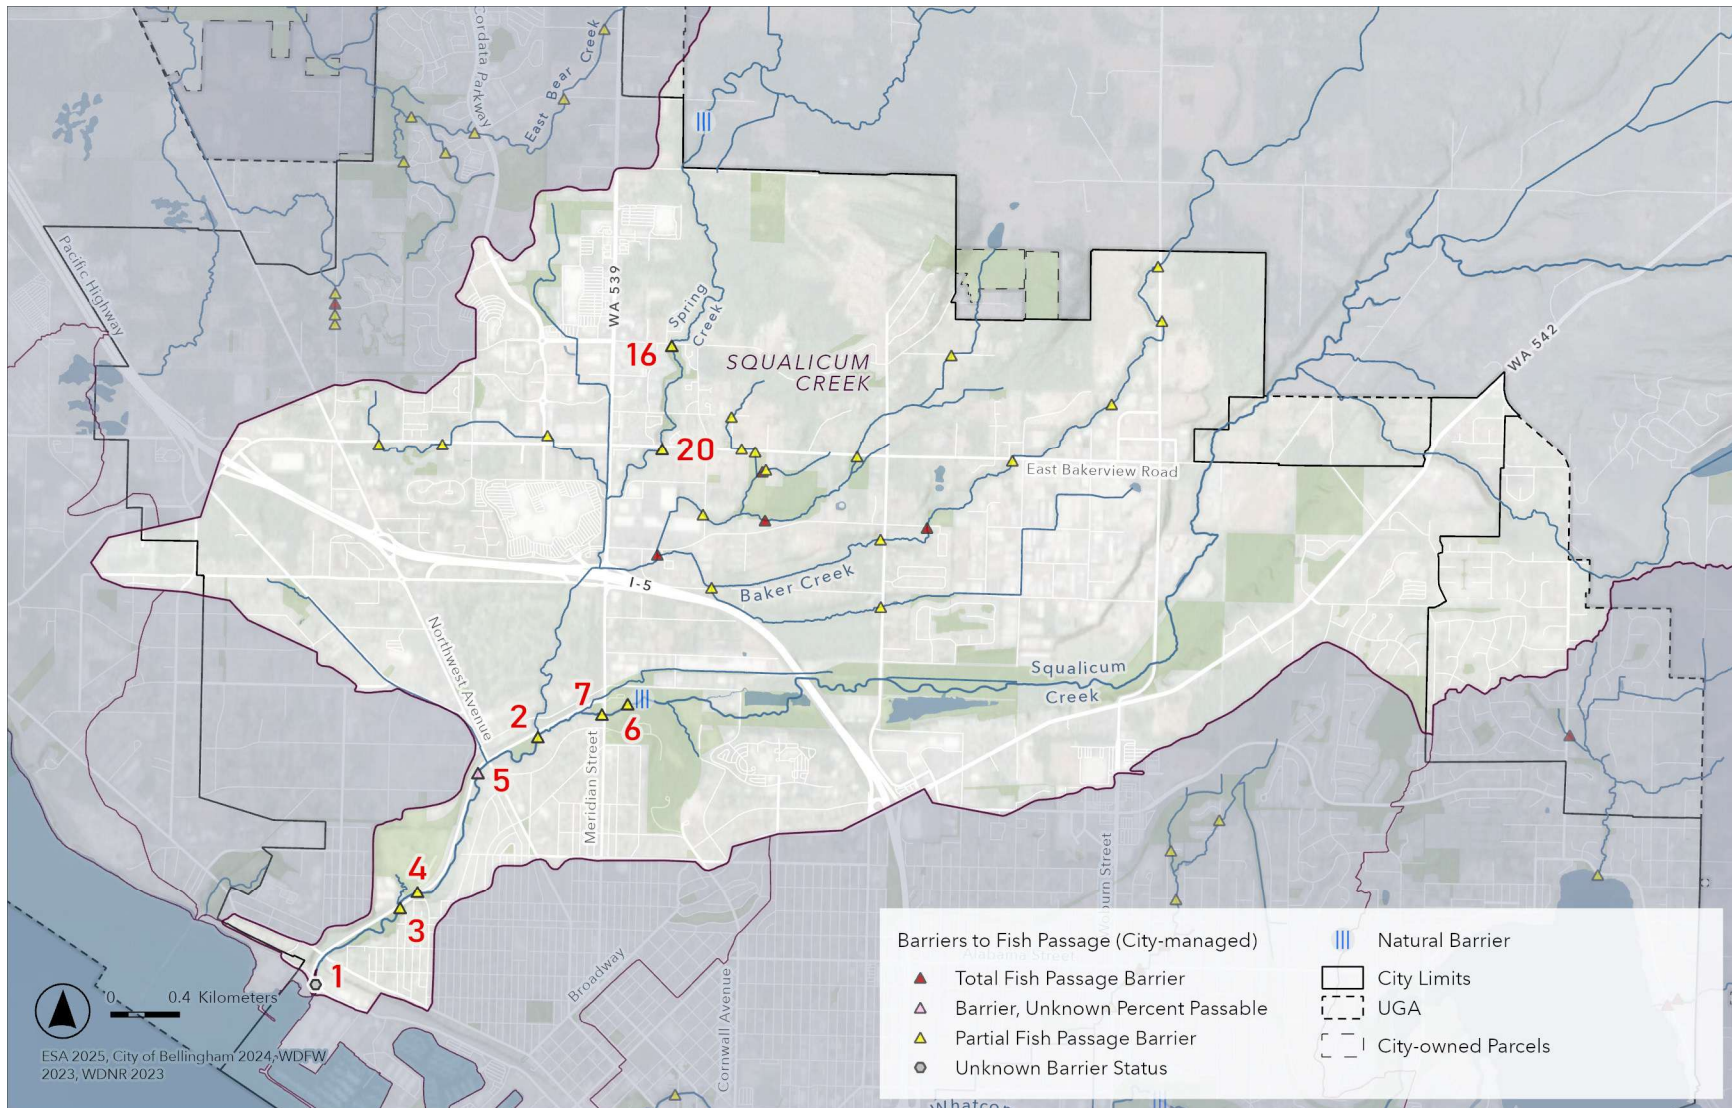 Cordata Parkway
East Bear Creek
Pacific Highway
WA 539
Spring
Creek
16
SQUALICUM
CREEK
WA 542
20
East Bakerview Road
I-5
Baker Creek
Northwest Avenue
Squalicum
Creek
7
2
6
Meridian Street
5
4
3
1
Woburn Street
Alabama Street
Broadway
Cornwall Avenue
0 0.4 Kilometers
ESA 2025, City of Bellingham 2024, WDFW
2023, WDNR 2023
Barriers to Fish Passage (City-managed)
Total Fish Passage Barrier
Barrier, Unknown Percent Passable
Partial Fish Passage Barrier
Unknown Barrier Status
Natural Barrier
City Limits
UGA
City-owned Parcels